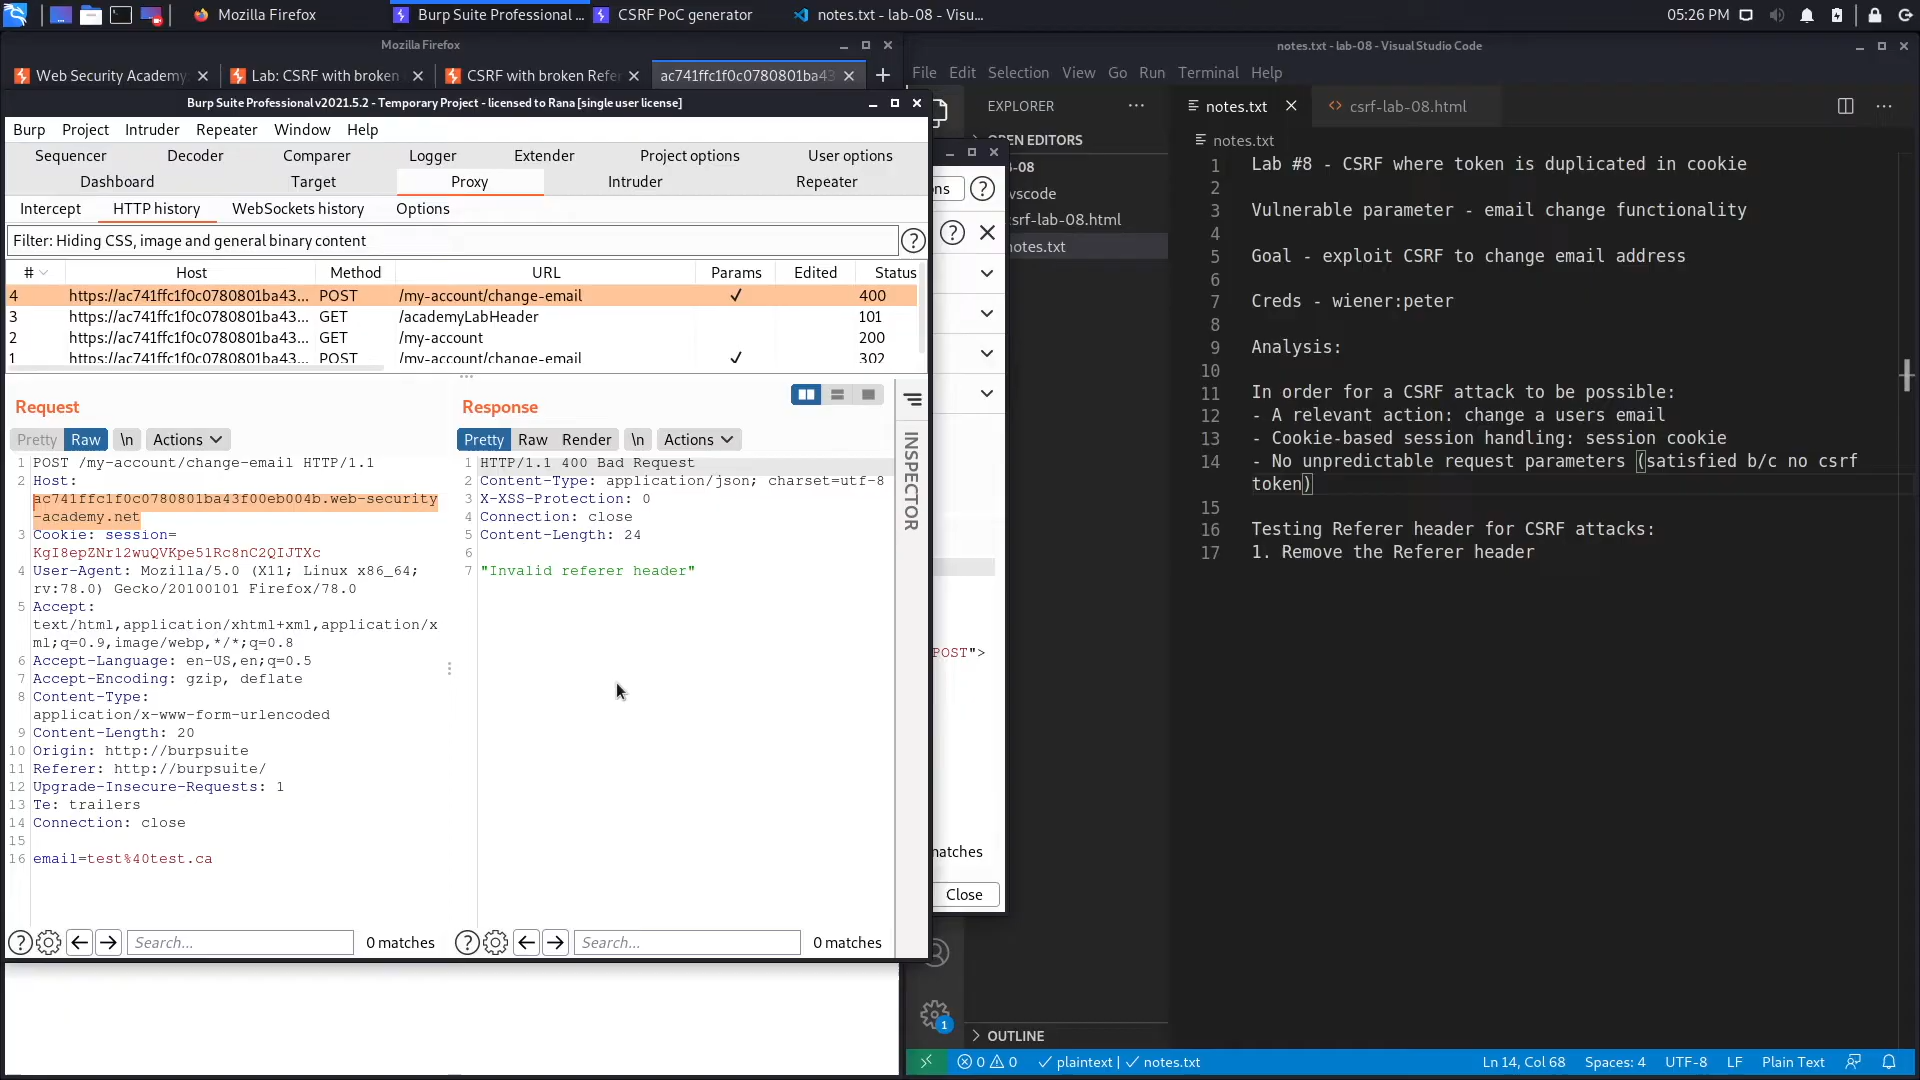 Mozilla Firefox
Burp Suite Professional ...
CSRF PoC generator
notes.txt - lab-08 - Visu...
05:26 PM
Mozilla Firefox
notes.txt - lab-08 - Visual Studio Code
Web Security Academy
Lab: CSRF with broken
CSRF with broken Refer
ac741ffc1f0c0780801ba43
File Edit Selection View Go Run Terminal Help
Burp Suite Professional v2021.5.2 - Temporary Project - licensed to Rana [single user license]
Burp Project Intruder Repeater Window Help
Sequencer Decoder Comparer Logger Extender Project options User options
Dashboard Target Proxy Intruder Repeater
Intercept HTTP history WebSockets history Options
Filter: Hiding CSS, image and general binary content
# Host Method URL Params Edited Status
4 https://ac741ffc1f0c0780801ba43... POST /my-account/change-email ✓ 400
3 https://ac741ffc1f0c0780801ba43... GET /academyLabHeader 101
2 https://ac741ffc1f0c0780801ba43... GET /my-account 200
1 https://ac741ffc1f0c0780801ba43... POST /my-account/change-email ✓ 302
Request
Pretty Raw \n Actions
1 POST /my-account/change-email HTTP/1.1
2 Host:
ac741ffc1f0c0780801ba43f00eb004b.web-security
-academy.net
3 Cookie: session=
KgI8epZNr12wuQVKpe51Rc8nC2QIJTXc
4 User-Agent: Mozilla/5.0 (X11; Linux x86_64;
rv:78.0) Gecko/20100101 Firefox/78.0
5 Accept:
text/html,application/xhtml+xml,application/x
ml;q=0.9,image/webp,*/*;q=0.8
6 Accept-Language: en-US,en;q=0.5
7 Accept-Encoding: gzip, deflate
8 Content-Type:
application/x-www-form-urlencoded
9 Content-Length: 20
10 Origin: http://burpsuite
11 Referer: http://burpsuite/
12 Upgrade-Insecure-Requests: 1
13 Te: trailers
14 Connection: close
15
16 email=test%40test.ca
Search... 0 matches
Response
Pretty Raw Render \n Actions
1 HTTP/1.1 400 Bad Request
2 Content-Type: application/json; charset=utf-8
3 X-XSS-Protection: 0
4 Connection: close
5 Content-Length: 24
6
7 "Invalid referer header"
Search... 0 matches
INSPECTOR
POST">
Close
EXPLORER
OPEN EDITORS
-08
vscode
csrf-lab-08.html
notes.txt
OUTLINE
notes.txt
csrf-lab-08.html
notes.txt
1 Lab #8 - CSRF where token is duplicated in cookie
2
3 Vulnerable parameter - email change functionality
4
5 Goal - exploit CSRF to change email address
6
7 Creds - wiener:peter
8
9 Analysis:
10
11 In order for a CSRF attack to be possible:
12 - A relevant action: change a users email
13 - Cookie-based session handling: session cookie
14 - No unpredictable request parameters (satisfied b/c no csrf
token)
15
16 Testing Referer header for CSRF attacks:
17 1. Remove the Referer header
1
0 0
plaintext | ✓ notes.txt
Ln 14, Col 68
Spaces: 4
UTF-8
LF
Plain Text